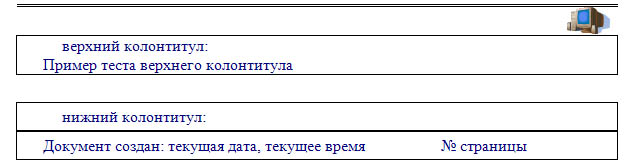 верхний колонтитул:
Пример теста верхнего колонтитула
нижний колонтитул:
Документ создан: текущая дата, текущее время № страницы